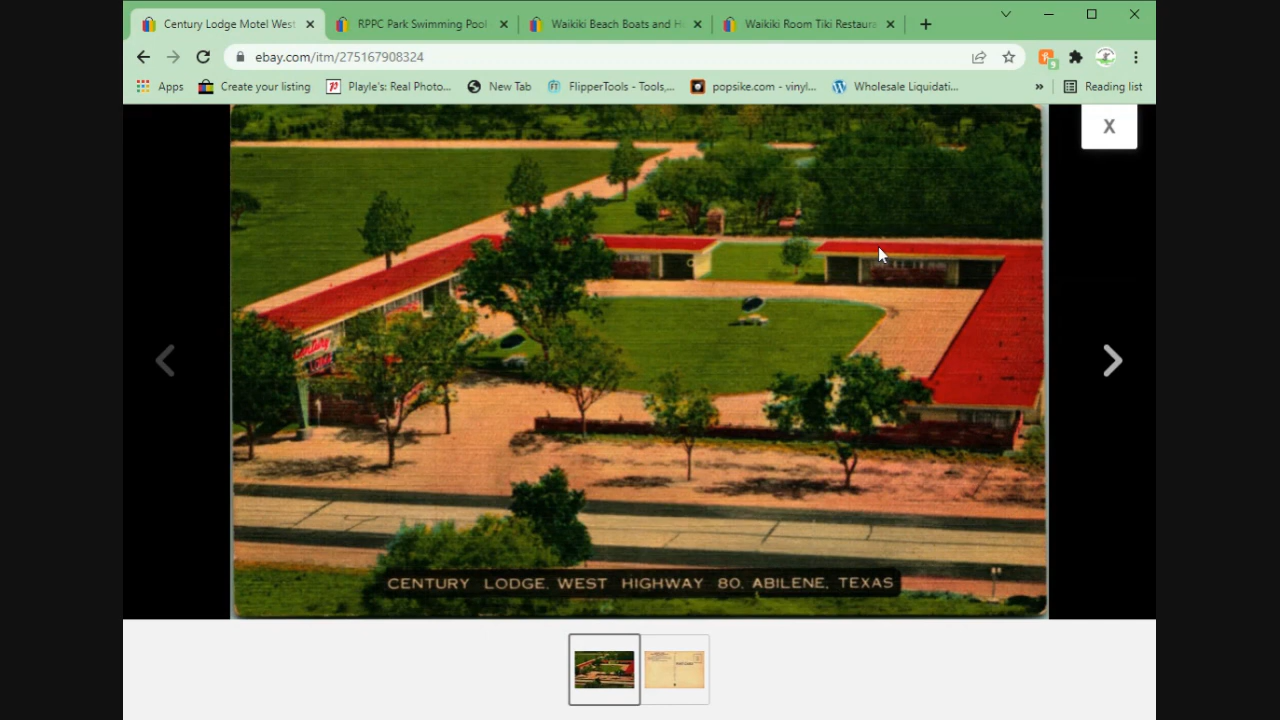 Century Lodge Motel West
RPPC Park Swimming Pool
Waikiki Beach Boats and H
Waikiki Room Tiki Restaura
ebay.com/itm/275167908324
Apps
Create your listing
Playle's: Real Photo...
New Tab
FlipperTools - Tools,...
popsike.com - vinyl...
Wholesale Liquidati...
»
Reading list
X
Century
CENTURY LODGE, WEST HIGHWAY 80, ABILENE, TEXAS